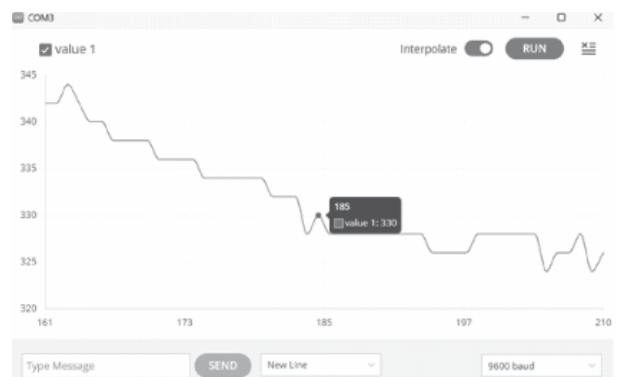 COM3
value 1
Interpolate RUN
345
340
335
330
325
320
185
value 1: 330
161 173 185 197 210
Type Message SEND New Line 9600 baud